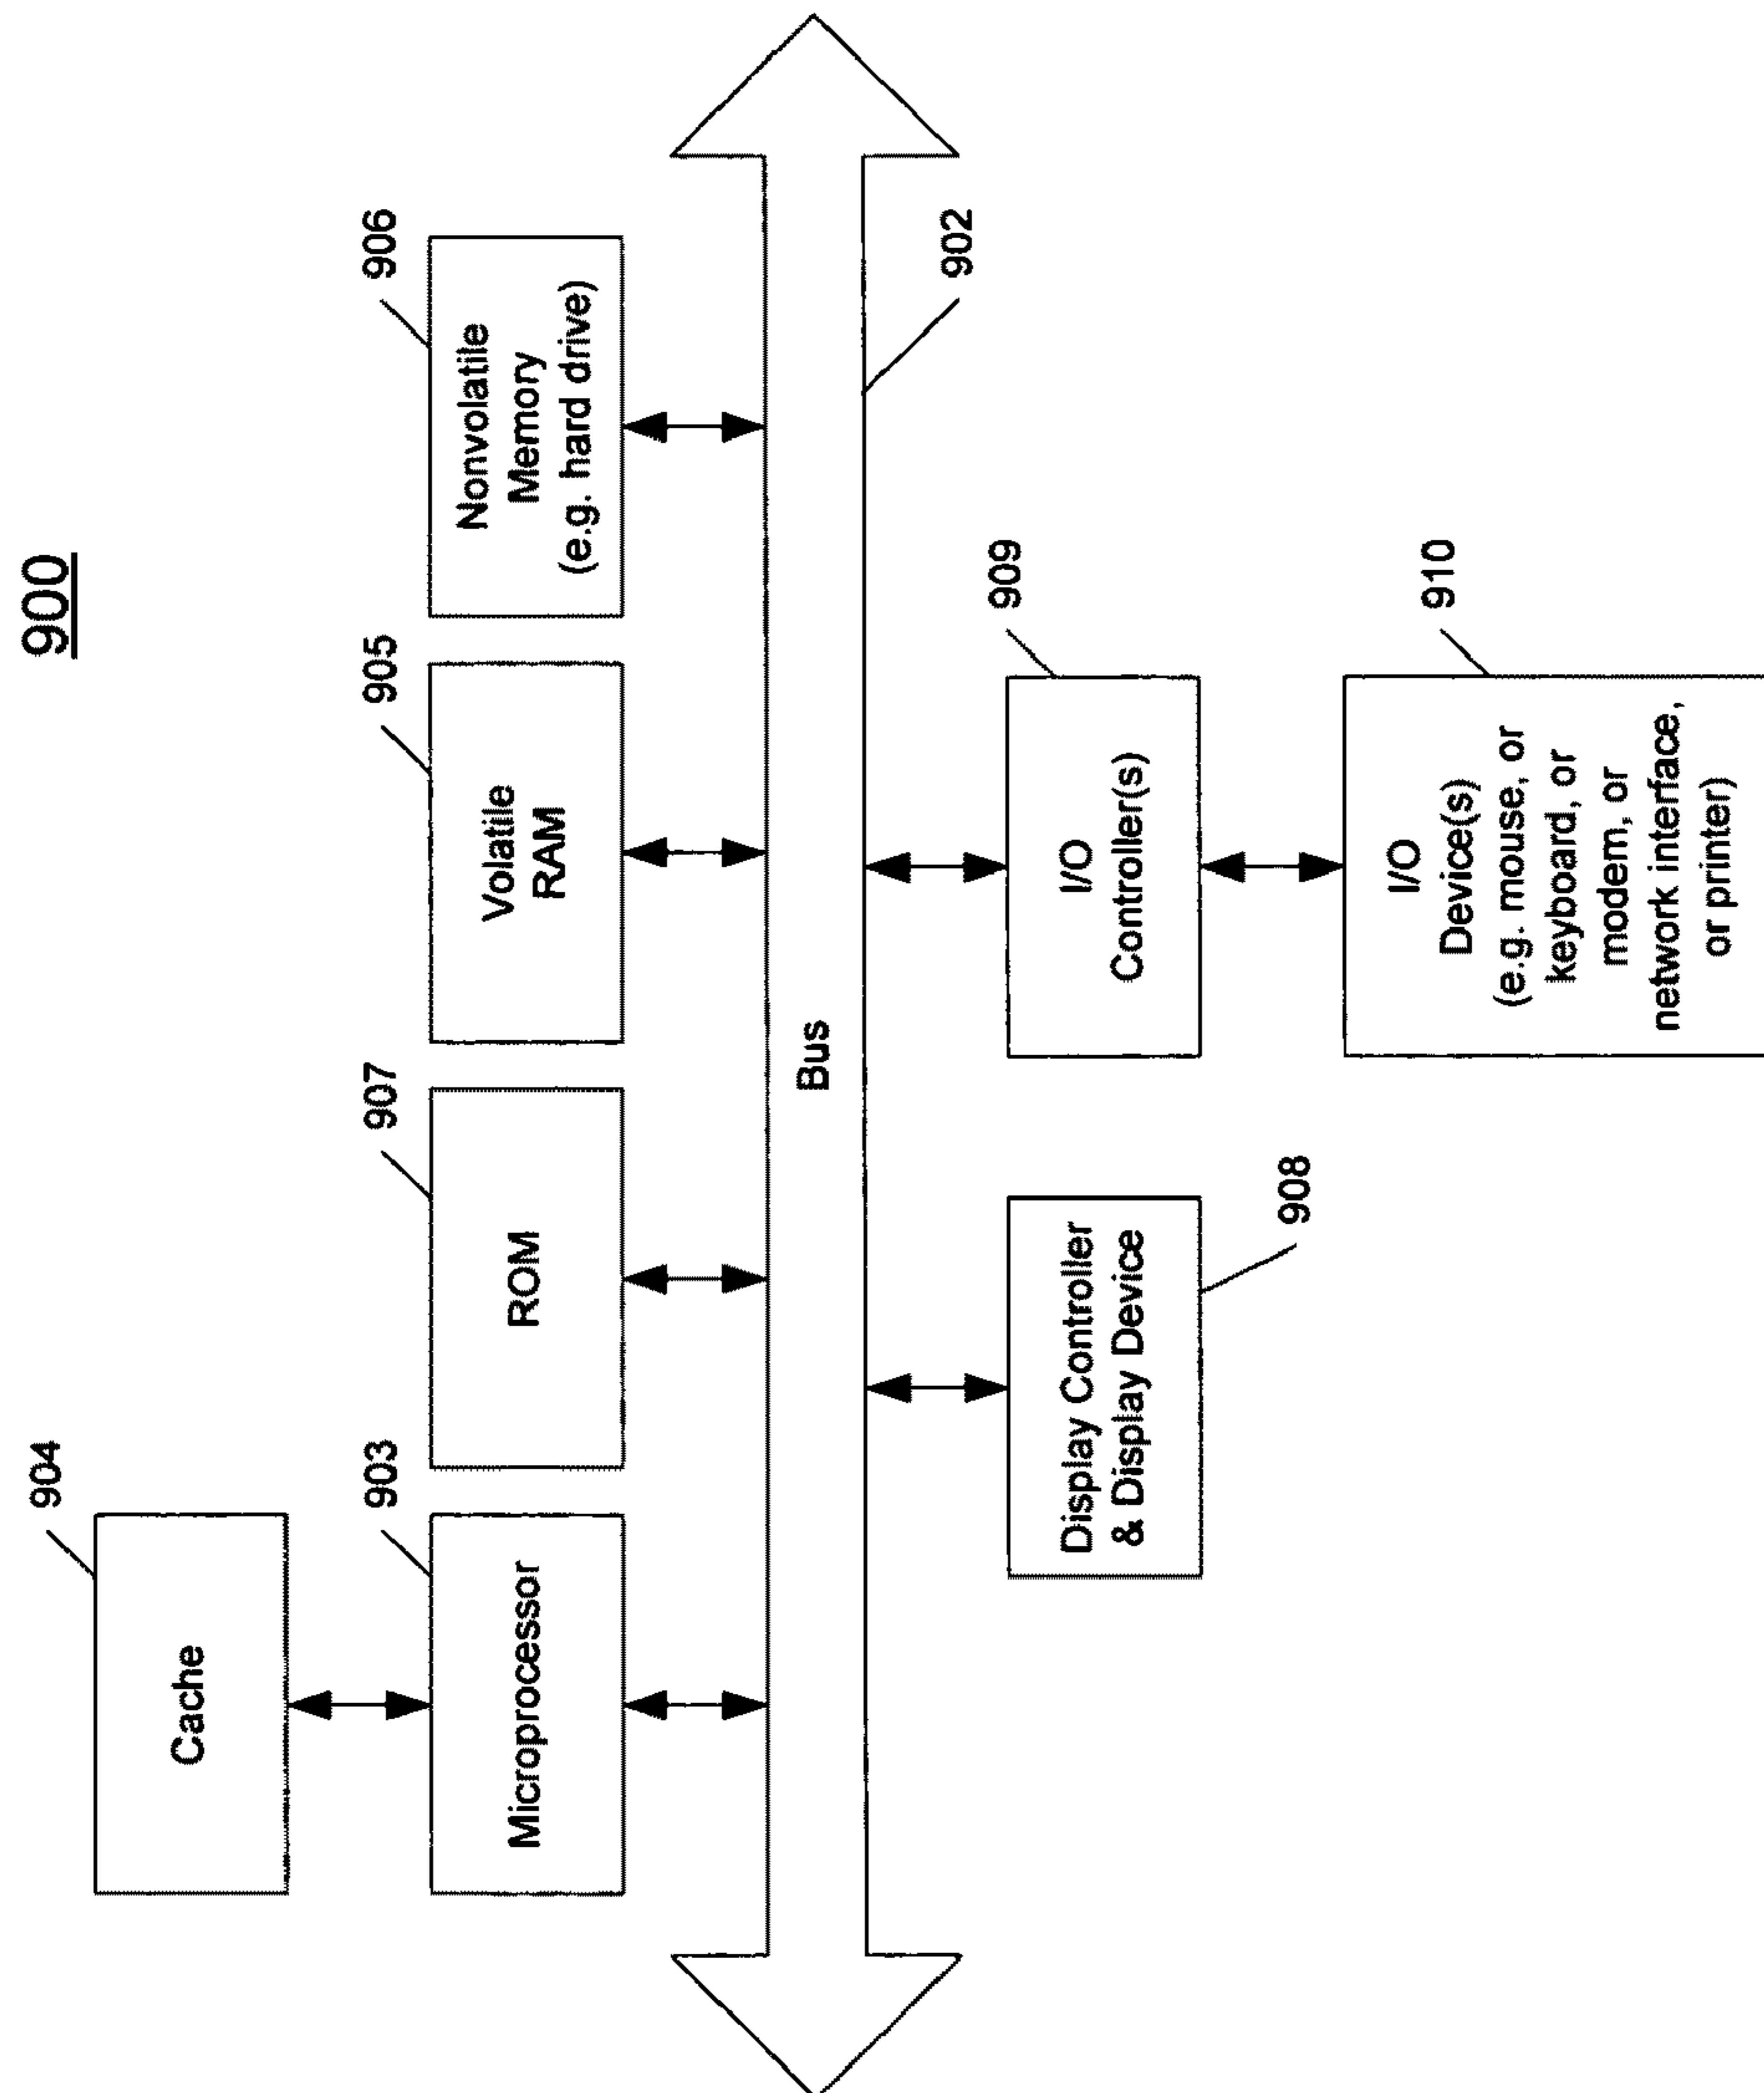 900
904
Cache
903
Microprocessor
907
ROM
905
Volatile
RAM
906
Nonvolatile
Memory
(e.g. hard drive)
Bus
902
Display Controller
& Display Device
908
909
I/O
Controller(s)
910
I/O
Device(s)
(e.g. mouse, or
keyboard, or
modem, or
network interface,
or printer)